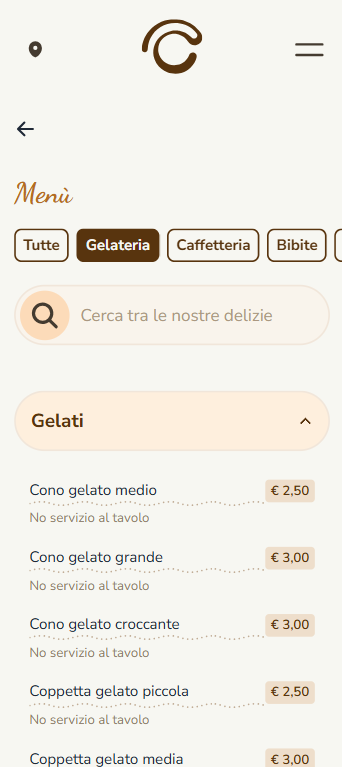 Menù
Tutte
Gelateria
Caffetteria
Bibite
Cerca tra le nostre delizie
Gelati
Cono gelato medio € 2,50
No servizio al tavolo
Cono gelato grande € 3,00
No servizio al tavolo
Cono gelato croccante € 3,00
No servizio al tavolo
Coppetta gelato piccola € 2,50
No servizio al tavolo
Coppetta gelato media € 3,00